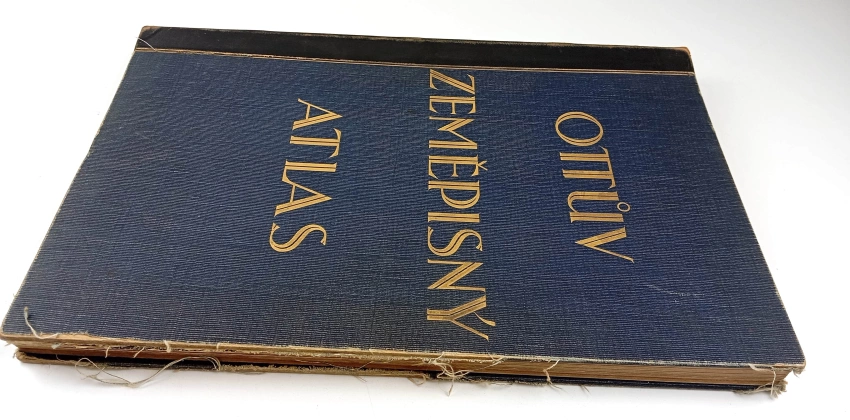 OTTŮV
ZEMĚPISNÝ
ATLAS